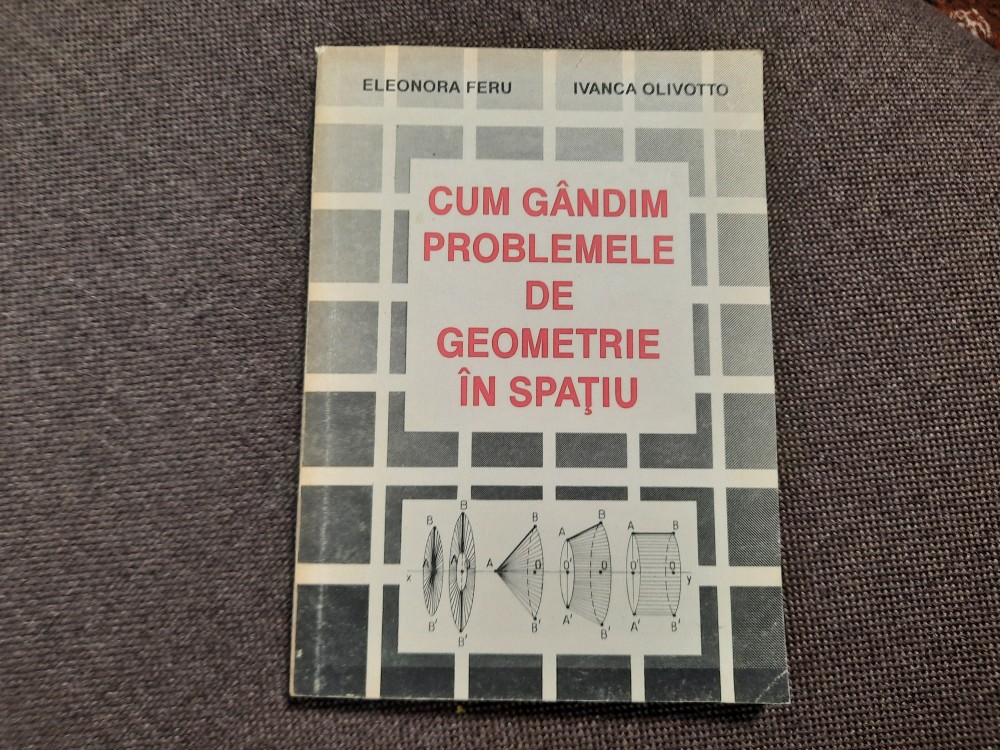 ELEONORA FERU IVANCA OLIVOTTO
CUM GÂNDIM
PROBLEMELE
DE
GEOMETRIE
ÎN SPAŢIU
B B B A B A B
A A A O O' O O' O
x y
B' B' B' A' B' A' B'